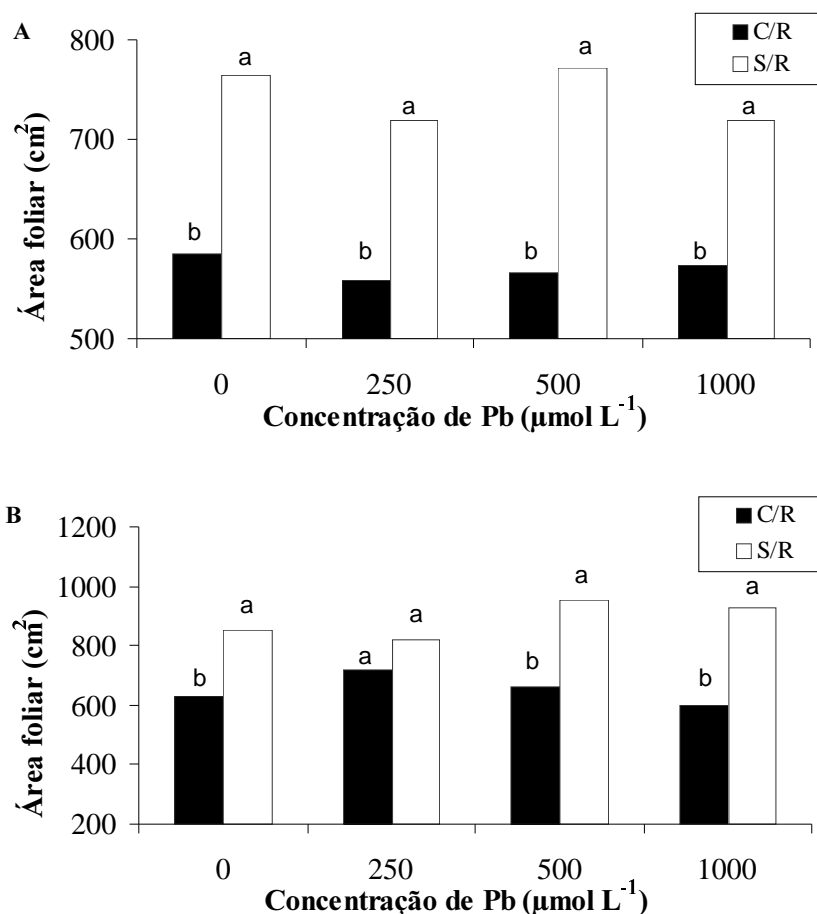 A
C/R
S/R
Área foliar (cm²)
800
700
600
500
a
a
a
a
b
b
b
b
0 250 500 1000
Concentração de Pb (µmol L⁻¹)
B
C/R
S/R
Área foliar (cm²)
1200
1000
800
600
400
200
a
a
a
a
b
a
b
b
0 250 500 1000
Concentração de Pb (µmol L⁻¹)